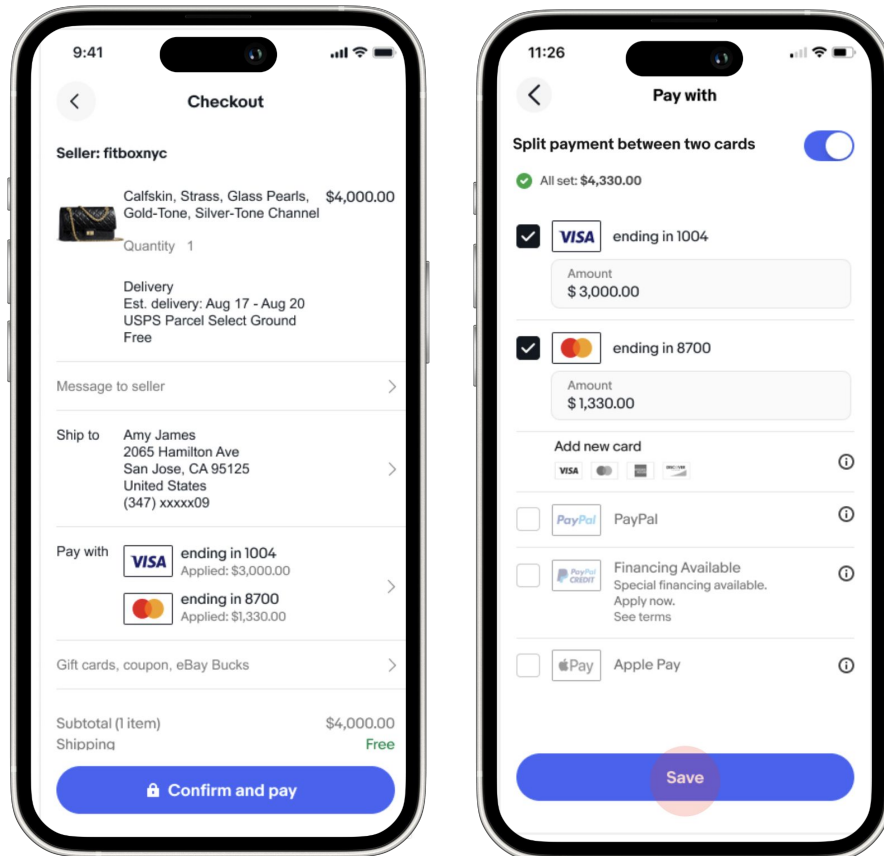 9:41
Checkout
Seller: fitboxnyc
Calfskin, Strass, Glass Pearls, $4,000.00
Gold-Tone, Silver-Tone Channel
Quantity 1
Delivery
Est. delivery: Aug 17 - Aug 20
USPS Parcel Select Ground
Free
Message to seller
Ship to Amy James
2065 Hamilton Ave
San Jose, CA 95125
United States
(347) xxxxx09
Pay with VISA ending in 1004
Applied: $3,000.00
ending in 8700
Applied: $1,330.00
Gift cards, coupon, eBay Bucks
Subtotal (1 item) $4,000.00
Shipping Free
Confirm and pay
11:26
Pay with
Split payment between two cards
All set: $4,330.00
VISA ending in 1004
Amount
$ 3,000.00
ending in 8700
Amount
$ 1,330.00
Add new card
VISA DISCOVER
PayPal PayPal
PayPal CREDIT Financing Available
Special financing available.
Apply now.
See terms
Pay Apple Pay
Save